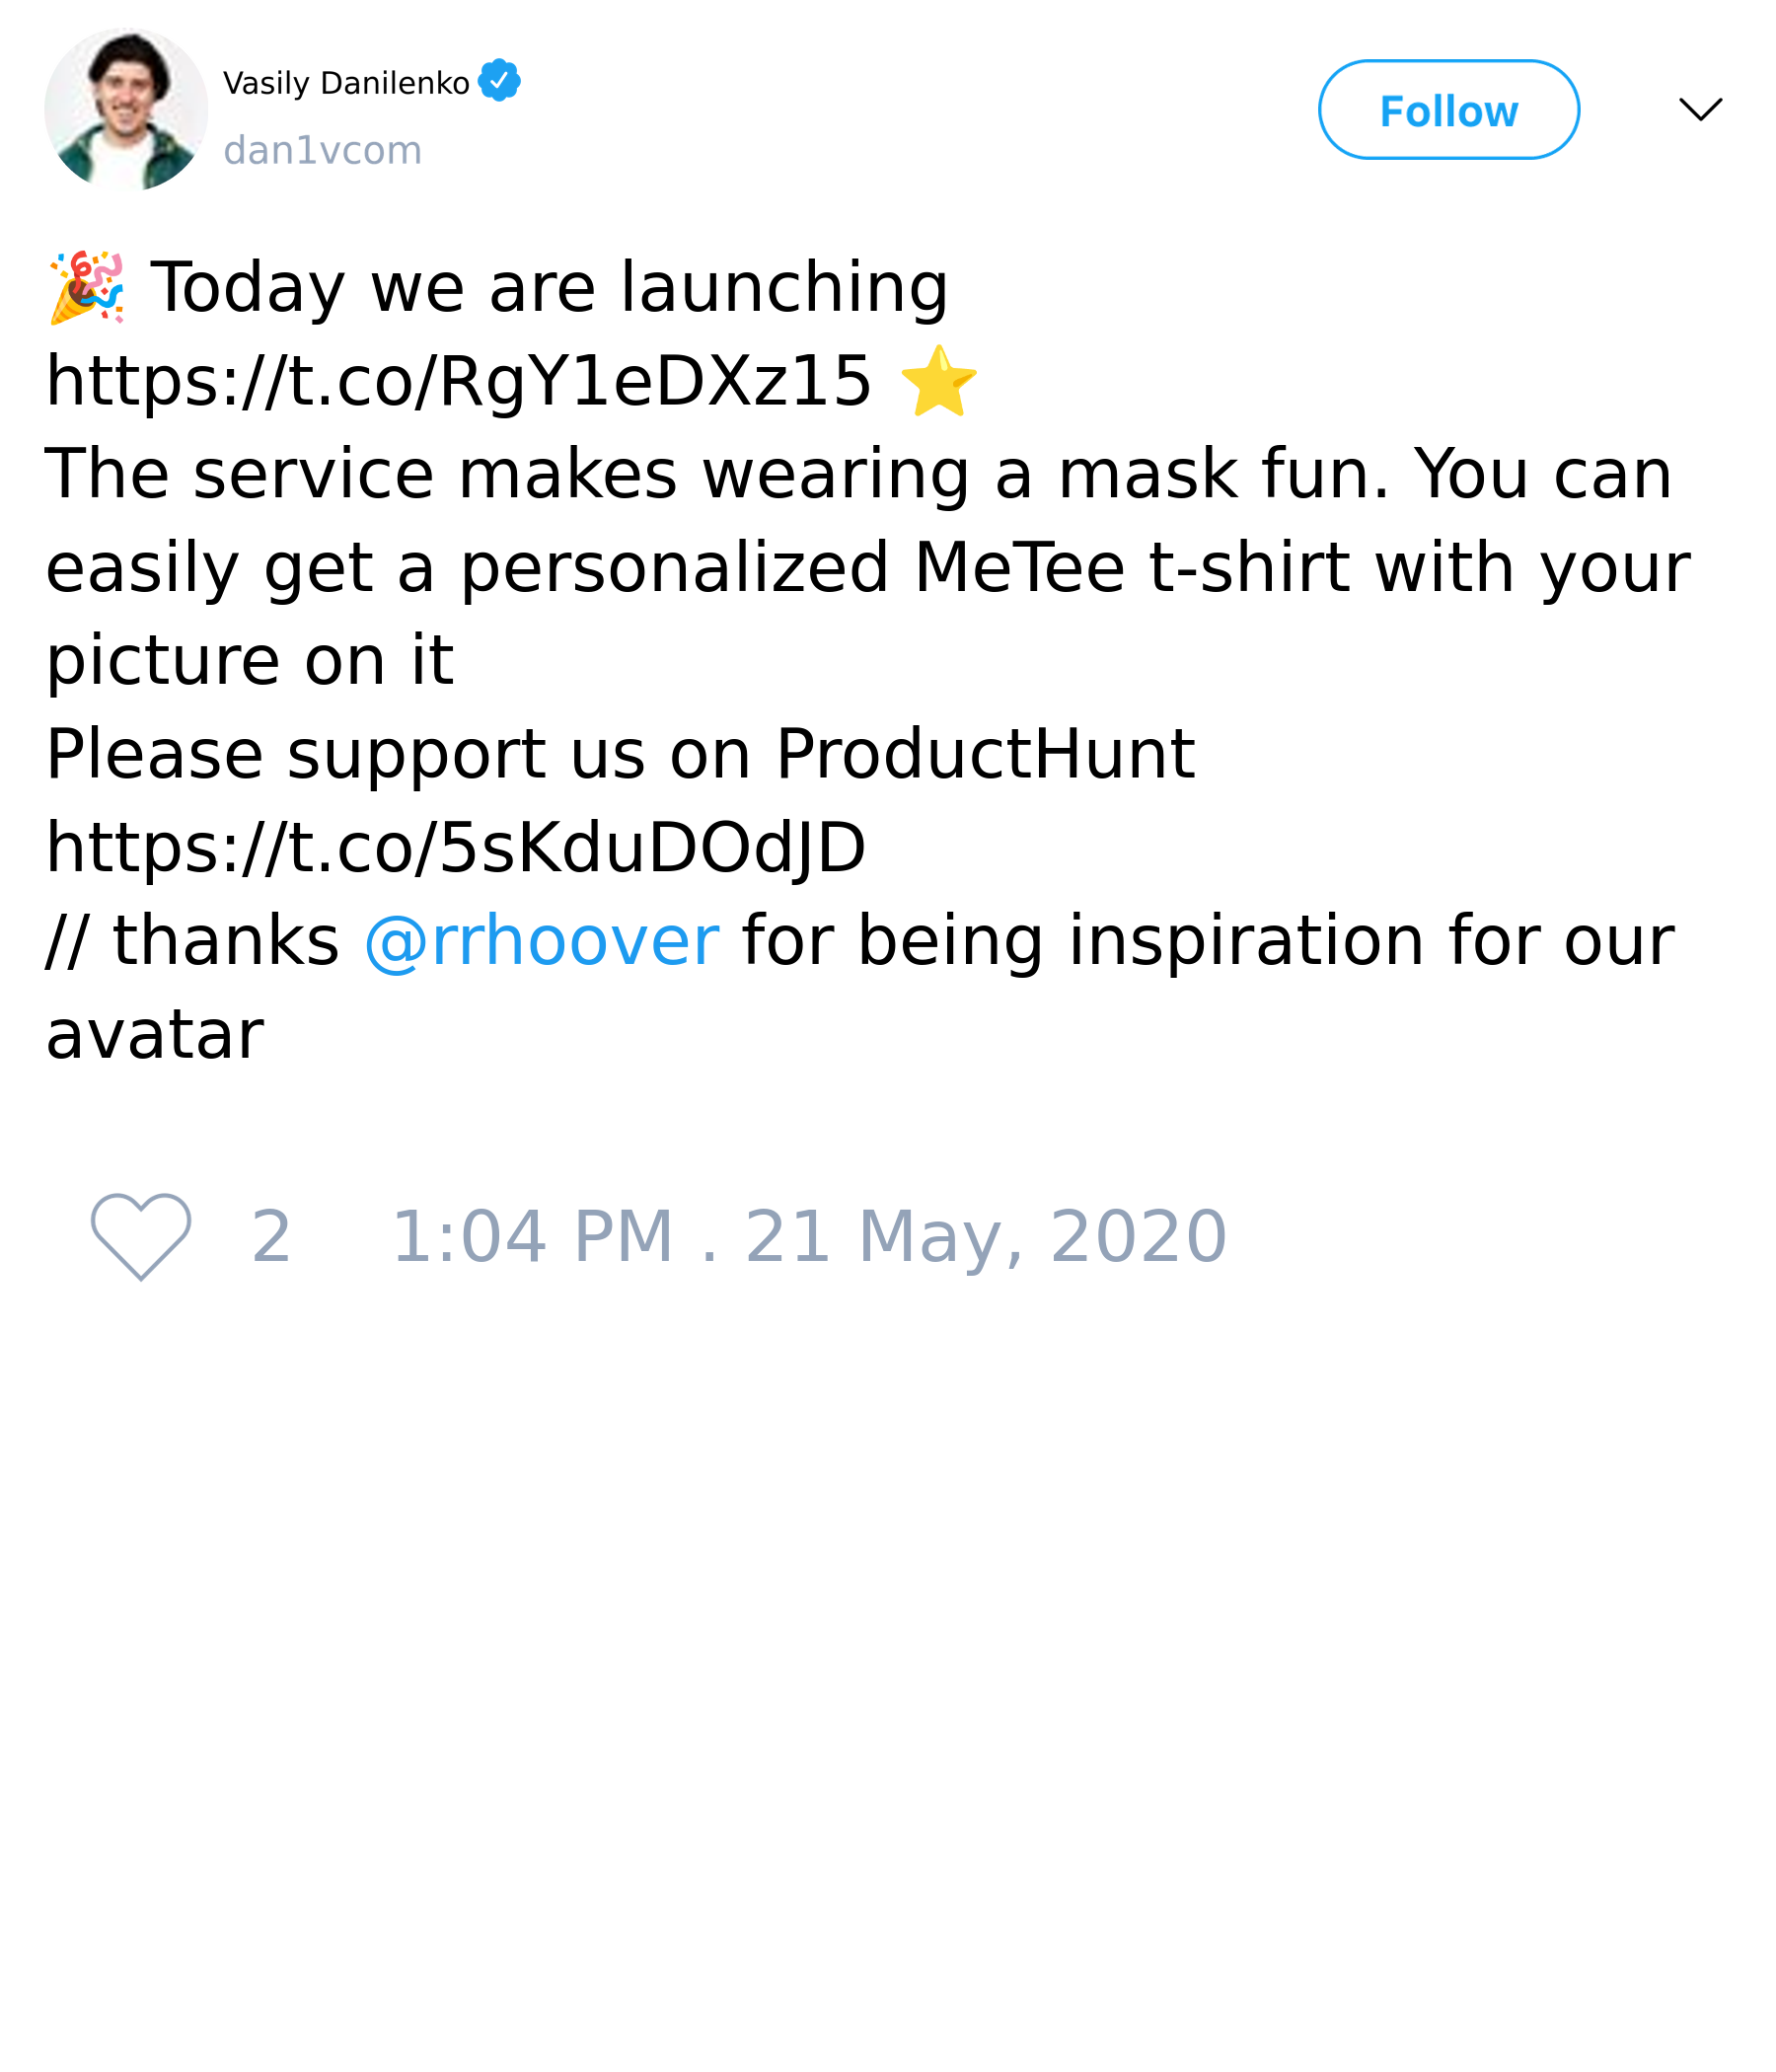 Vasily Danilenko
dan1vcom
Follow
🎉 Today we are launching
https://t.co/RgY1eDXz15 ⭐
The service makes wearing a mask fun. You can
easily get a personalized MeTee t-shirt with your
picture on it
Please support us on ProductHunt
https://t.co/5sKduDOdJD
// thanks @rrhoover for being inspiration for our
avatar
2 1:04 PM . 21 May, 2020